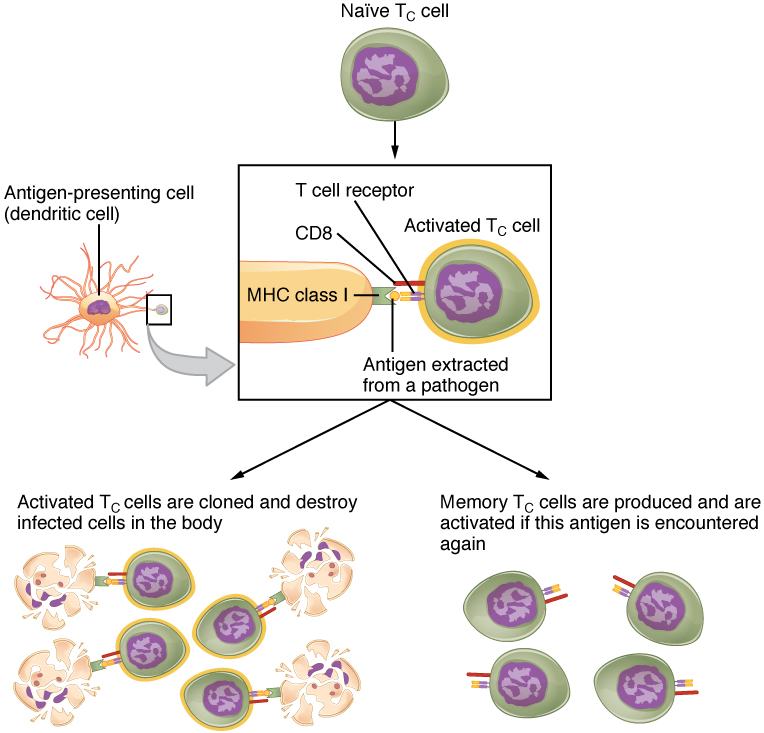 Naïve TC cell
Antigen-presenting cell
(dendritic cell)
T cell receptor
CD8
Activated TC cell
MHC class I
Antigen extracted
from a pathogen
Activated TC cells are cloned and destroy
infected cells in the body
Memory TC cells are produced and are
activated if this antigen is encountered
again